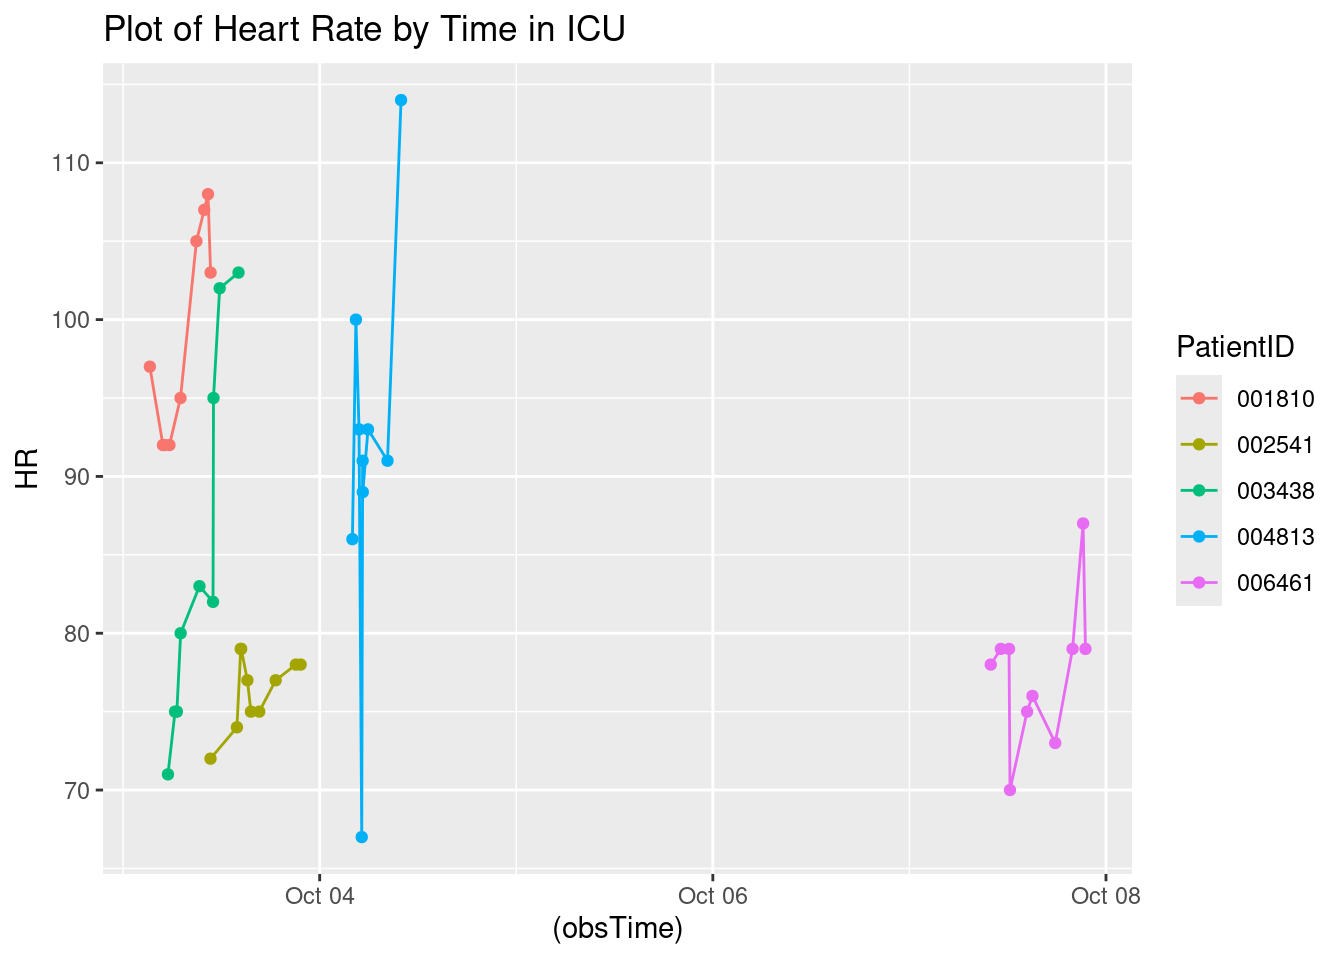 Plot of Heart Rate by Time in ICU
110
100
90
80
70
HR
Oct 04
Oct 06
Oct 08
(obsTime)
PatientID
001810
002541
003438
004813
006461